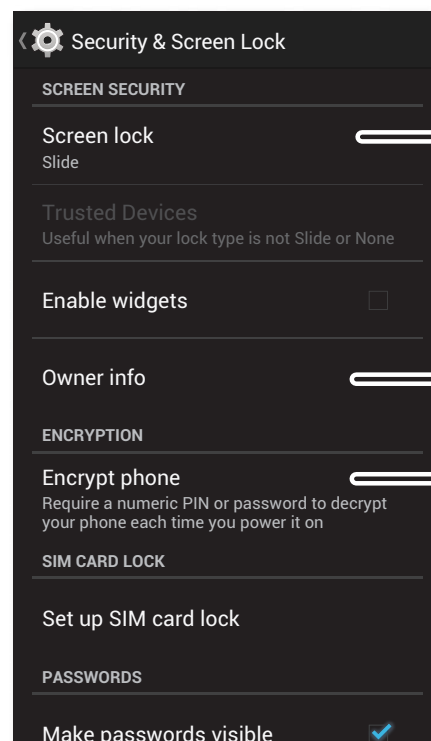 Security & Screen Lock
SCREEN SECURITY
Screen lock
Slide
Trusted Devices
Useful when your lock type is not Slide or None
Enable widgets
Owner info
ENCRYPTION
Encrypt phone
Require a numeric PIN or password to decrypt
your phone each time you power it on
SIM CARD LOCK
Set up SIM card lock
PASSWORDS
Make passwords visible